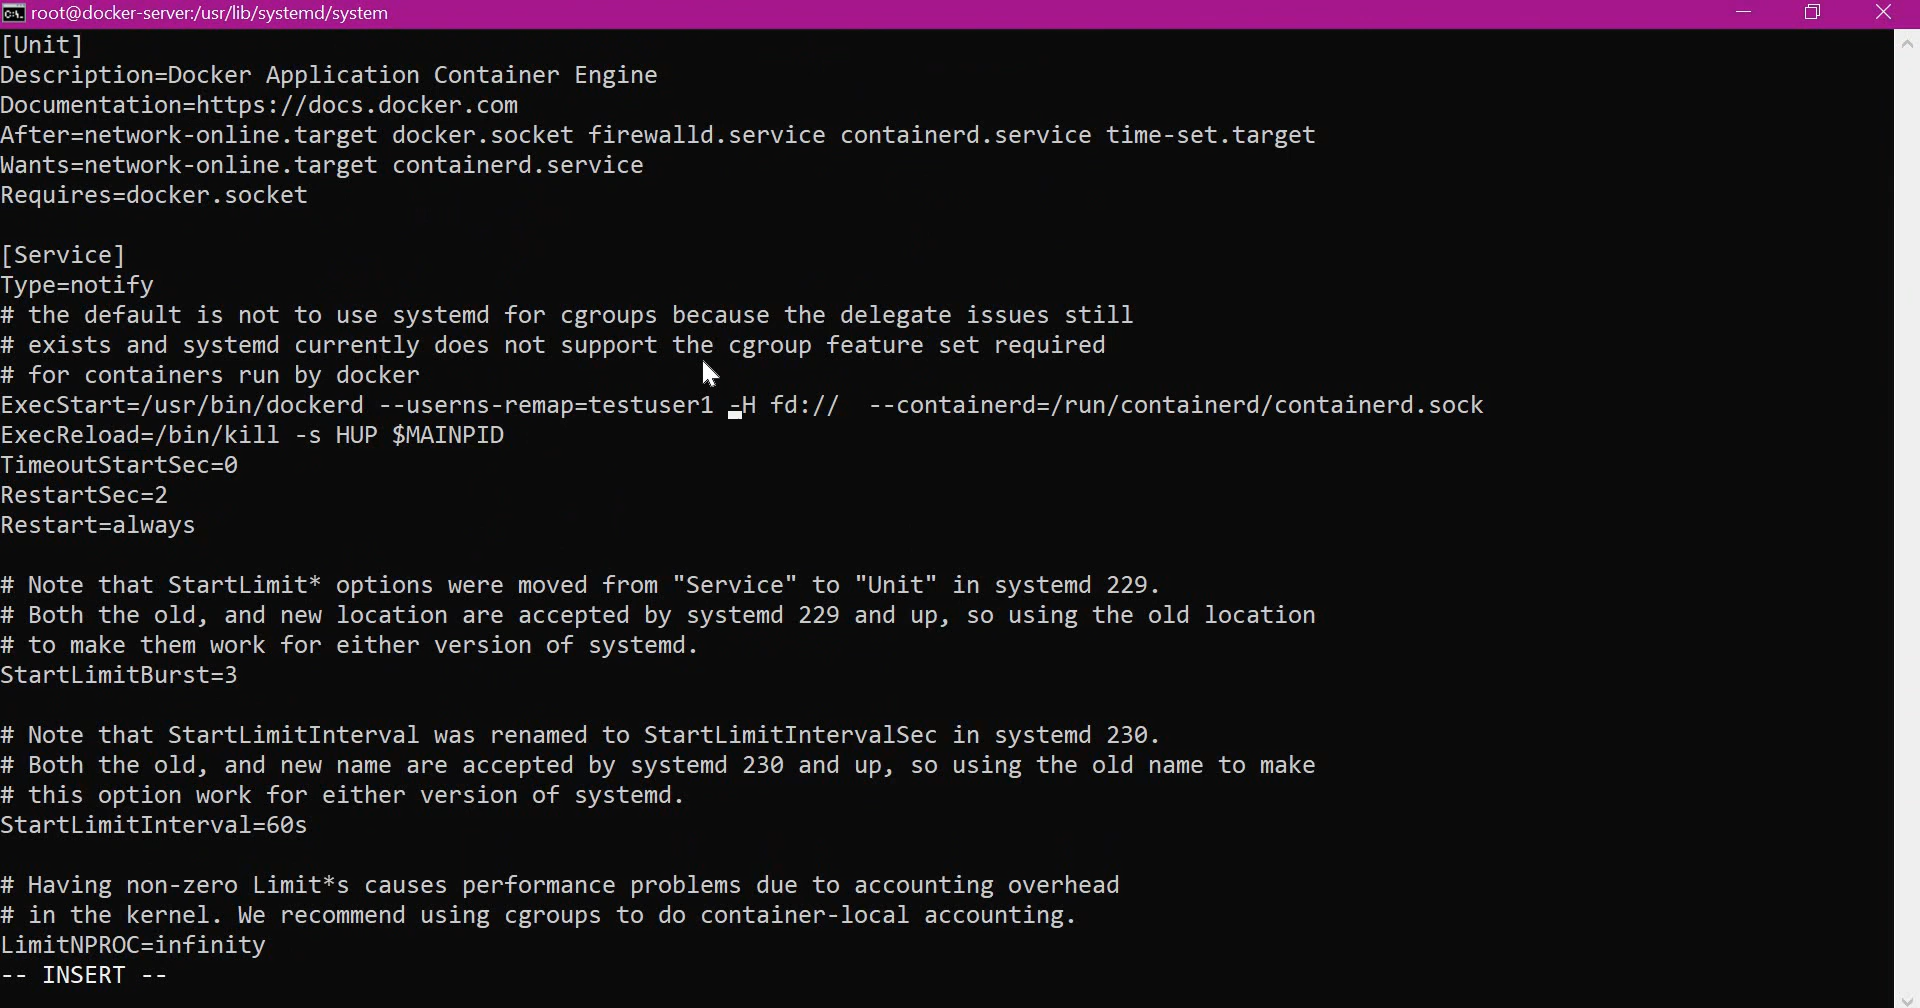 root@docker-server:/usr/lib/systemd/system
[Unit]
Description=Docker Application Container Engine
Documentation=https://docs.docker.com
After=network-online.target docker.socket firewalld.service containerd.service time-set.target
Wants=network-online.target containerd.service
Requires=docker.socket

[Service]
Type=notify
# the default is not to use systemd for cgroups because the delegate issues still
# exists and systemd currently does not support the cgroup feature set required
# for containers run by docker
ExecStart=/usr/bin/dockerd --userns-remap=testuser1 -H fd://  --containerd=/run/containerd/containerd.sock
ExecReload=/bin/kill -s HUP $MAINPID
TimeoutStartSec=0
RestartSec=2
Restart=always

# Note that StartLimit* options were moved from "Service" to "Unit" in systemd 229.
# Both the old, and new location are accepted by systemd 229 and up, so using the old location
# to make them work for either version of systemd.
StartLimitBurst=3

# Note that StartLimitInterval was renamed to StartLimitIntervalSec in systemd 230.
# Both the old, and new name are accepted by systemd 230 and up, so using the old name to make
# this option work for either version of systemd.
StartLimitInterval=60s

# Having non-zero Limit*s causes performance problems due to accounting overhead
# in the kernel. We recommend using cgroups to do container-local accounting.
LimitNPROC=infinity
-- INSERT --